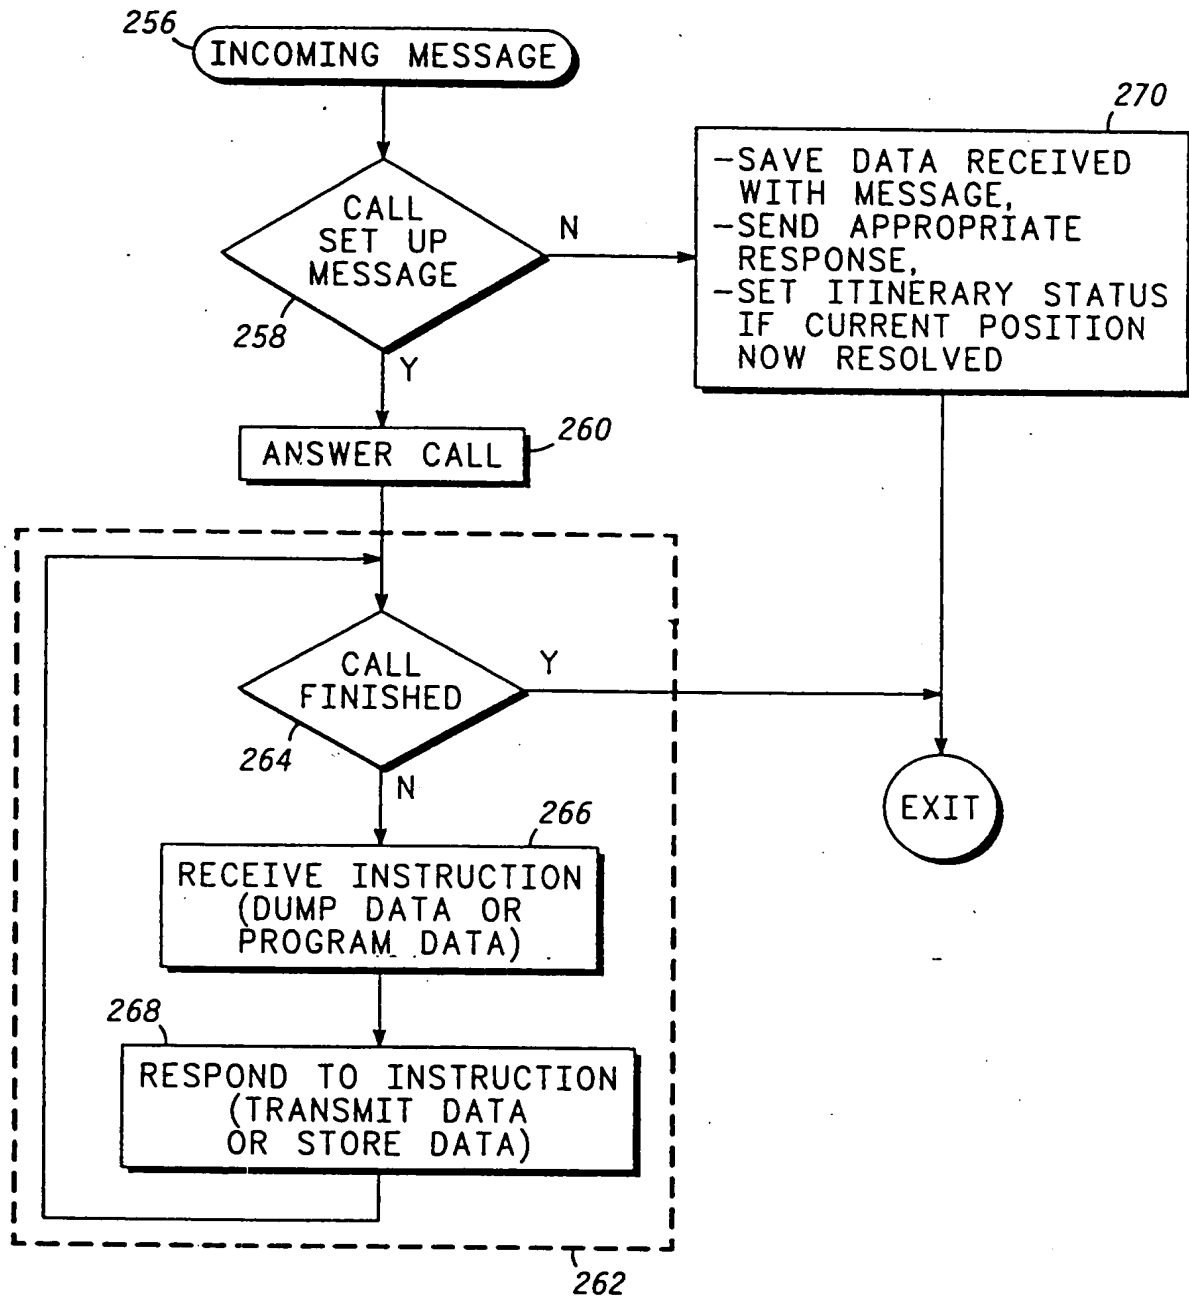 256
INCOMING MESSAGE
270
CALL
SET UP
MESSAGE
N
258
Y
-SAVE DATA RECEIVED
WITH MESSAGE,
-SEND APPROPRIATE
RESPONSE,
-SET ITINERARY STATUS
IF CURRENT POSITION
NOW RESOLVED
260
ANSWER CALL
CALL
FINISHED
Y
264
N
EXIT
266
RECEIVE INSTRUCTION
(DUMP DATA OR
PROGRAM DATA)
268
RESPOND TO INSTRUCTION
(TRANSMIT DATA
OR STORE DATA)
262